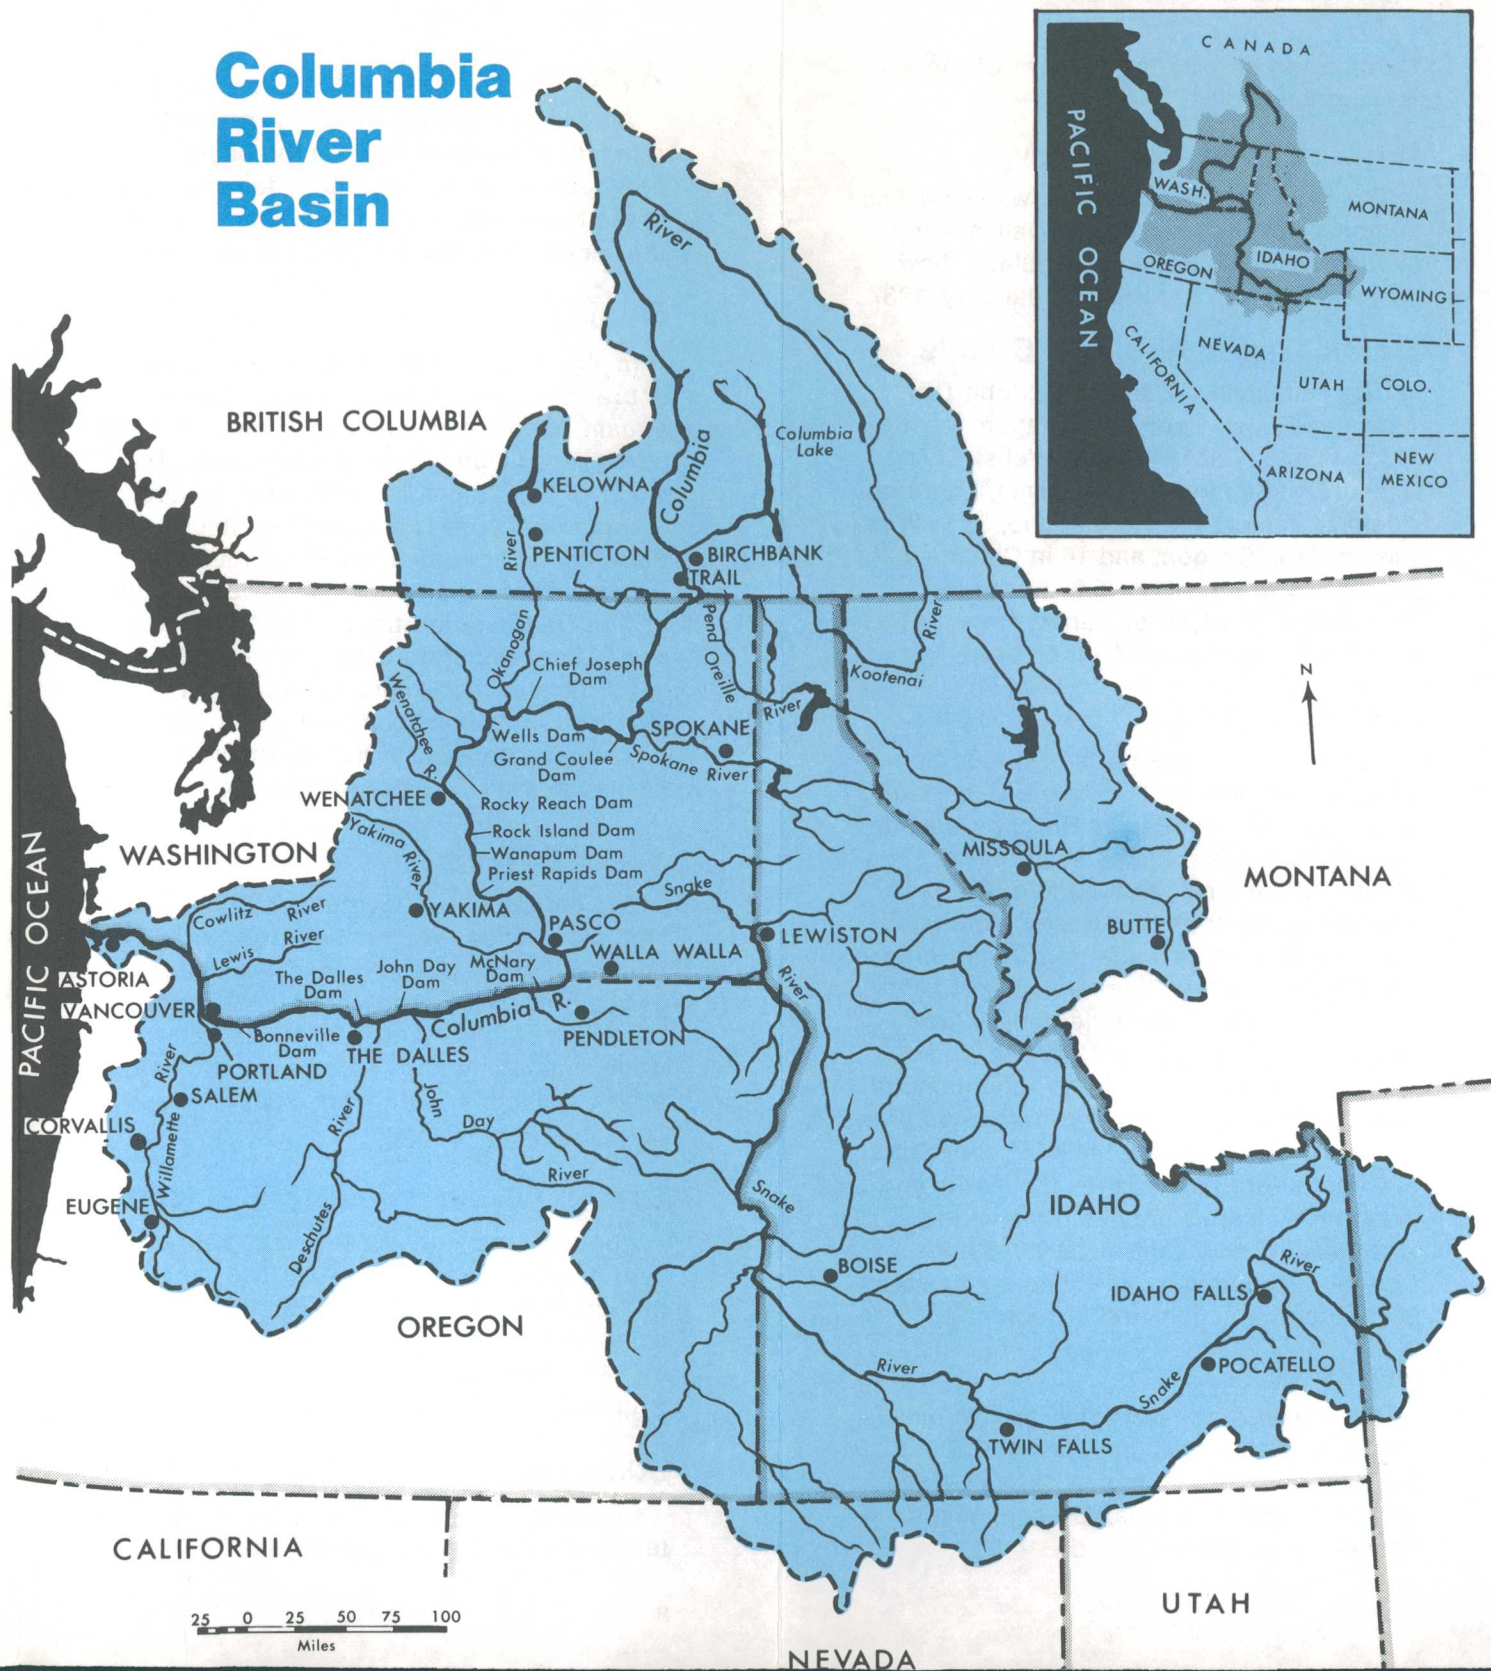 Columbia
River
Basin
CANADA
PACIFIC OCEAN
WASH.
MONTANA
OREGON
IDAHO
WYOMING
CALIFORNIA
NEVADA
UTAH
COLO.
ARIZONA
NEW
MEXICO
River
BRITISH COLUMBIA
Columbia
Lake
Columbia
KELOWNA
River
PENTICTON
BIRCHBANK
TRAIL
Okanogan
Pend Oreille
River
Kootenai
River
N
Chief Joseph
Dam
Wenatchee
R.
Wells Dam
SPOKANE
Grand Coulee
Dam
Spokane River
WENATCHEE
Rocky Reach Dam
Rock Island Dam
Wanapum Dam
Priest Rapids Dam
Yakima
River
WASHINGTON
MISSOULA
MONTANA
PACIFIC OCEAN
Snake
Cowlitz
River
YAKIMA
PASCO
LEWISTON
BUTTE
Lewis
River
WALLA WALLA
ASTORIA
The Dalles
Dam
John Day
Dam
McNary
Dam
River
VANCOUVER
Columbia
R.
Bonneville
Dam
THE DALLES
PENDLETON
PORTLAND
River
SALEM
John
Day
River
CORVALLIS
Willamette
River
EUGENE
Deschutes
Snake
IDAHO
BOISE
River
IDAHO FALLS
OREGON
River
POCATELLO
Snake
TWIN FALLS
CALIFORNIA
UTAH
NEVADA
25 0 25 50 75 100
Miles